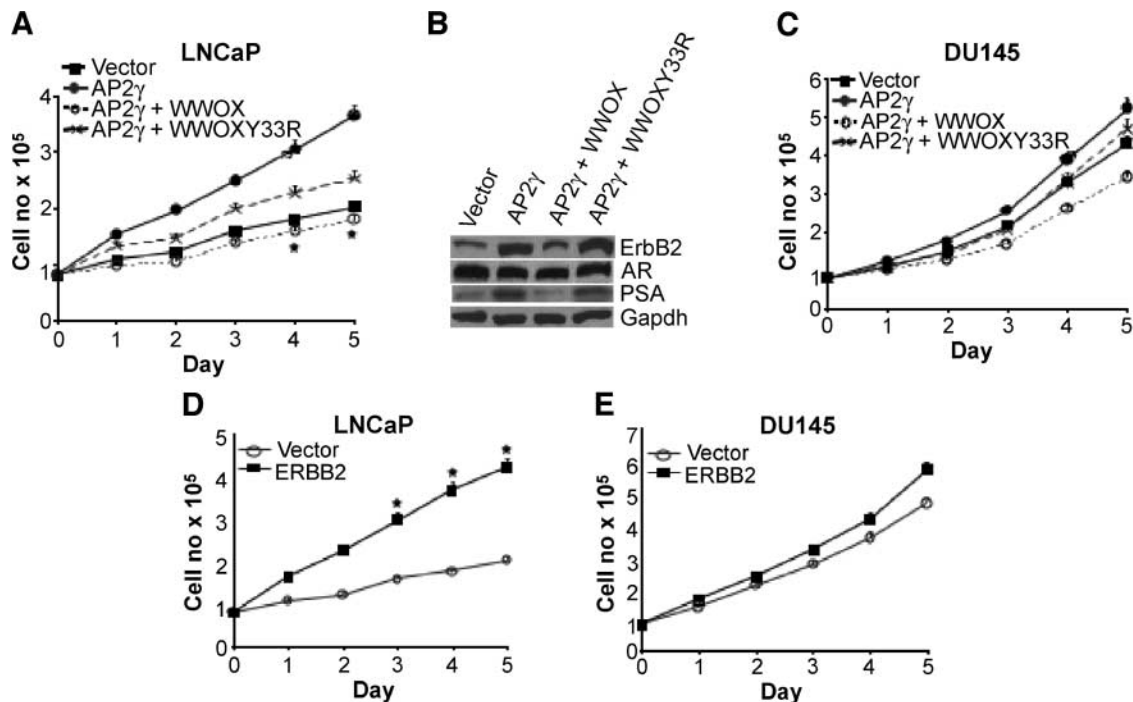 A
LNCaP
Vector
AP2γ
AP2γ + WWOX
AP2γ + WWOXY33R
Cell no x 10⁵
4
3
2
1
0
0 1 2 3 4 5
Day
B
Vector
AP2γ
AP2γ + WWOX
AP2γ + WWOXY33R
ErbB2
AR
PSA
Gapdh
C
DU145
Vector
AP2γ
AP2γ + WWOX
AP2γ + WWOXY33R
Cell no x 10⁵
6
5
4
3
2
1
0
0 1 2 3 4 5
Day
D
LNCaP
Vector
ERBB2
Cell no x 10⁵
5
4
3
2
1
0
0 1 2 3 4 5
Day
E
DU145
Vector
ERBB2
Cell no x 10⁵
7
6
5
4
3
2
1
0
0 1 2 3 4 5
Day